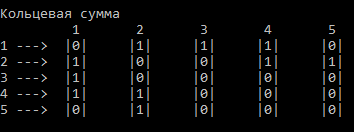 Кольцевая сумма
1 2 3 4 5
1 ---> |0| |1| |1| |1| |0|
2 ---> |1| |0| |0| |1| |1|
3 ---> |1| |0| |0| |0| |0|
4 ---> |1| |1| |0| |0| |0|
5 ---> |0| |1| |0| |0| |0|